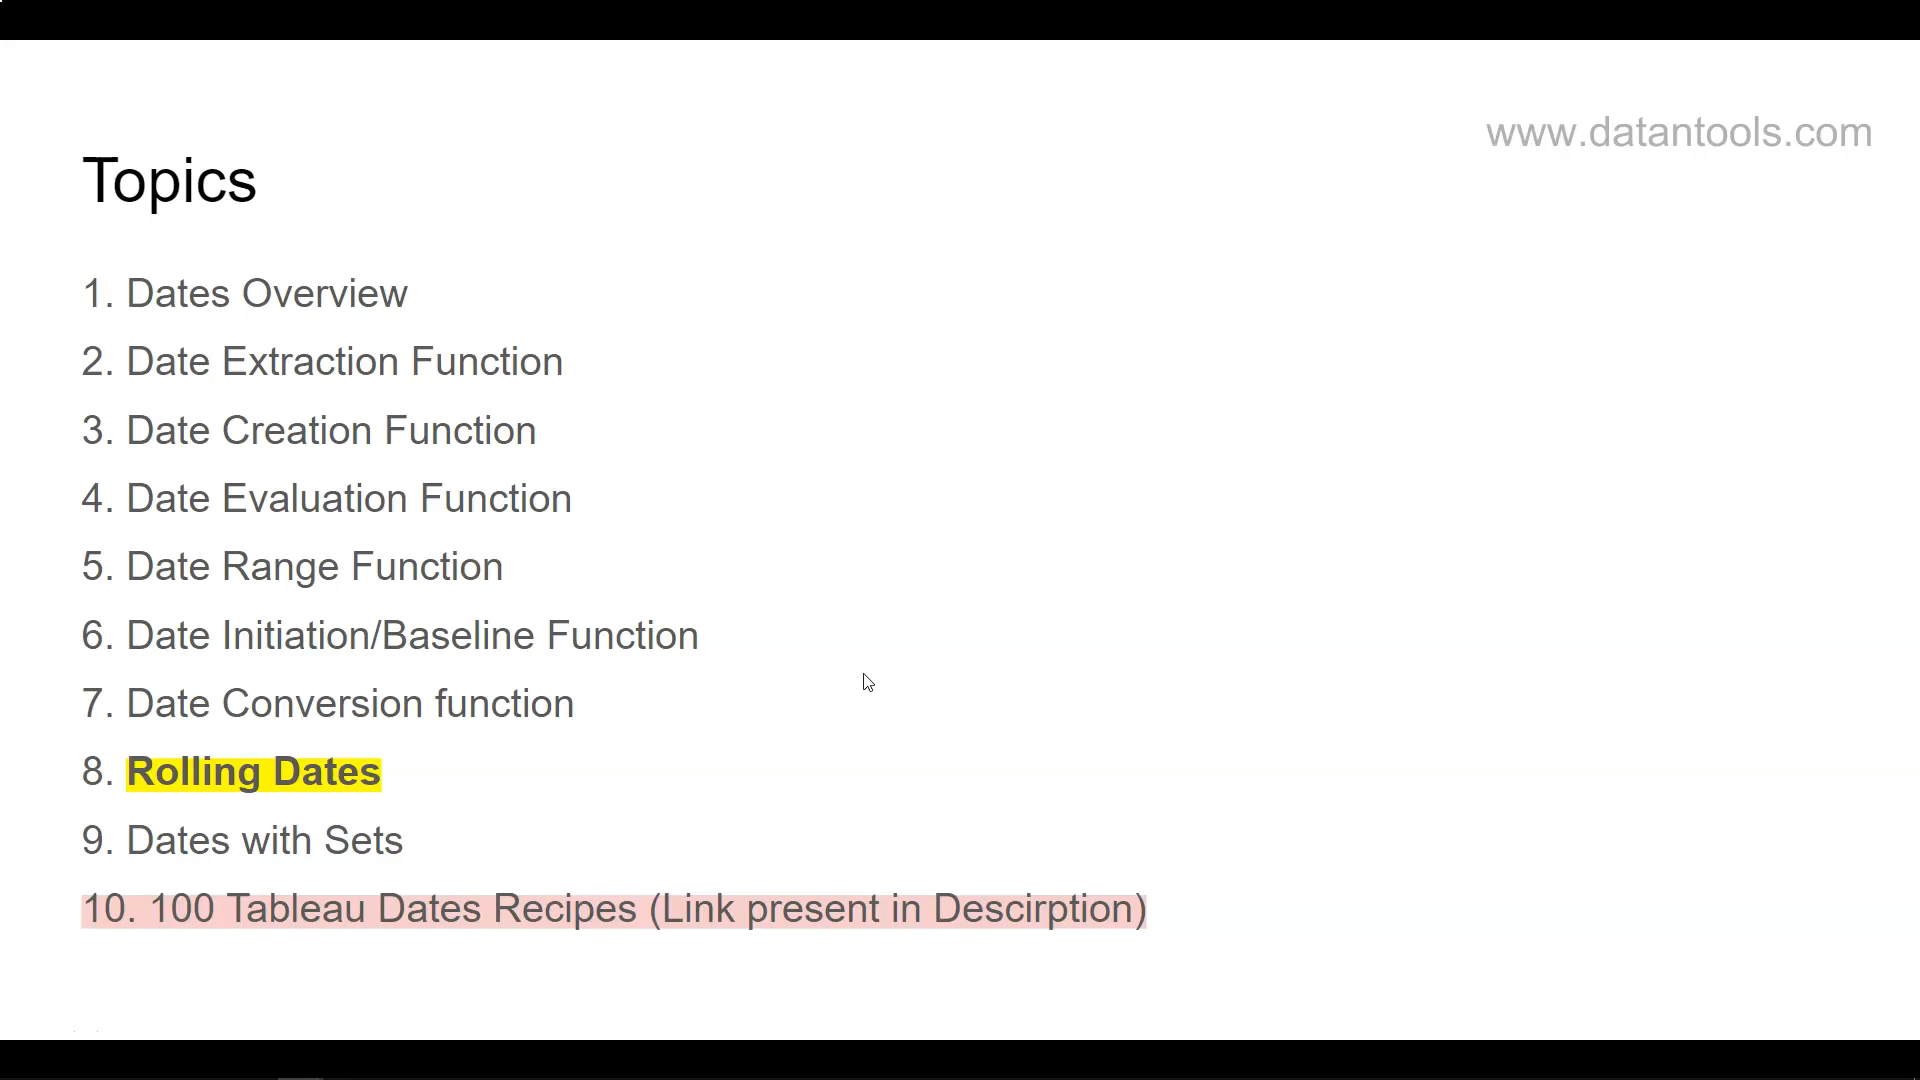 www.datantools.com
Topics
1. Dates Overview
2. Date Extraction Function
3. Date Creation Function
4. Date Evaluation Function
5. Date Range Function
6. Date Initiation/Baseline Function
7. Date Conversion function
8. Rolling Dates
9. Dates with Sets
10. 100 Tableau Dates Recipes (Link present in Descirption)